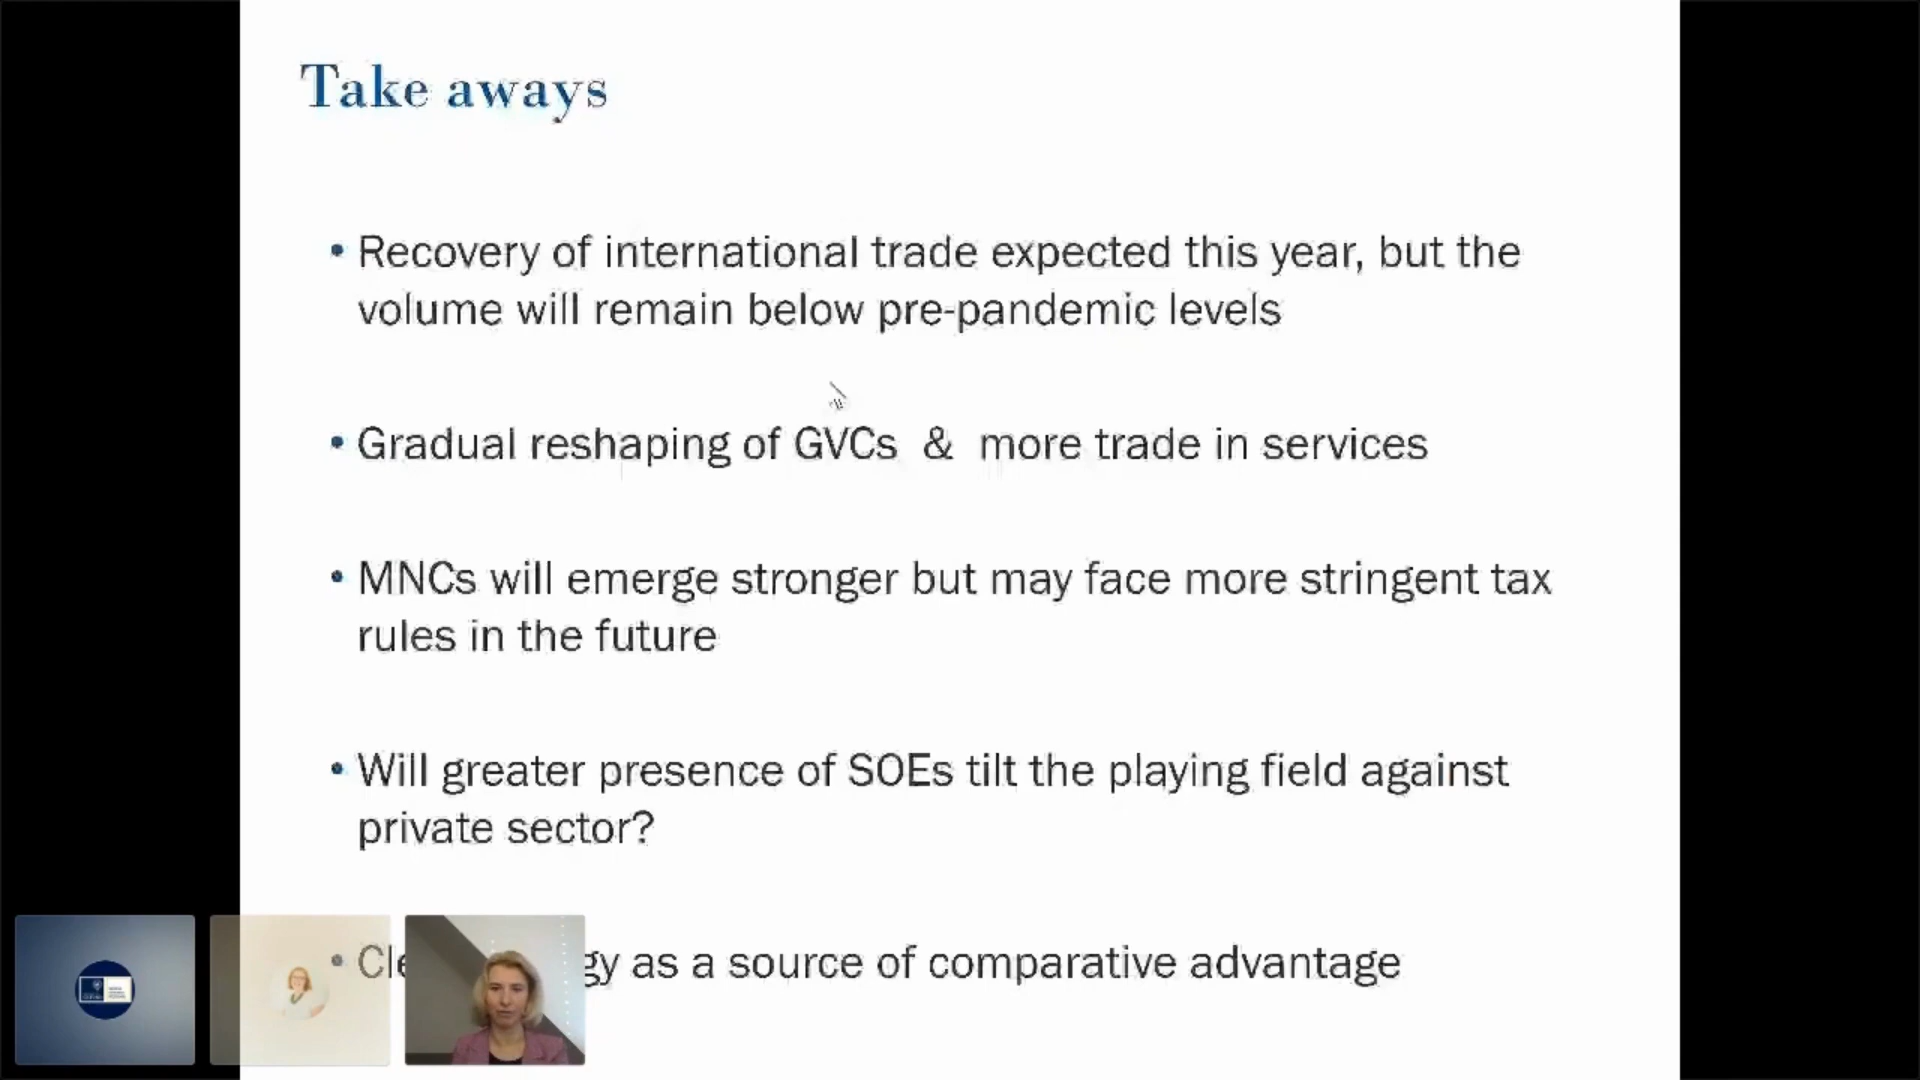 Take aways
• Recovery of international trade expected this year, but the
volume will remain below pre-pandemic levels
• Gradual reshaping of GVCs & more trade in services
• MNCs will emerge stronger but may face more stringent tax
rules in the future
• Will greater presence of SOEs tilt the playing field against
private sector?
• as a source of comparative advantage